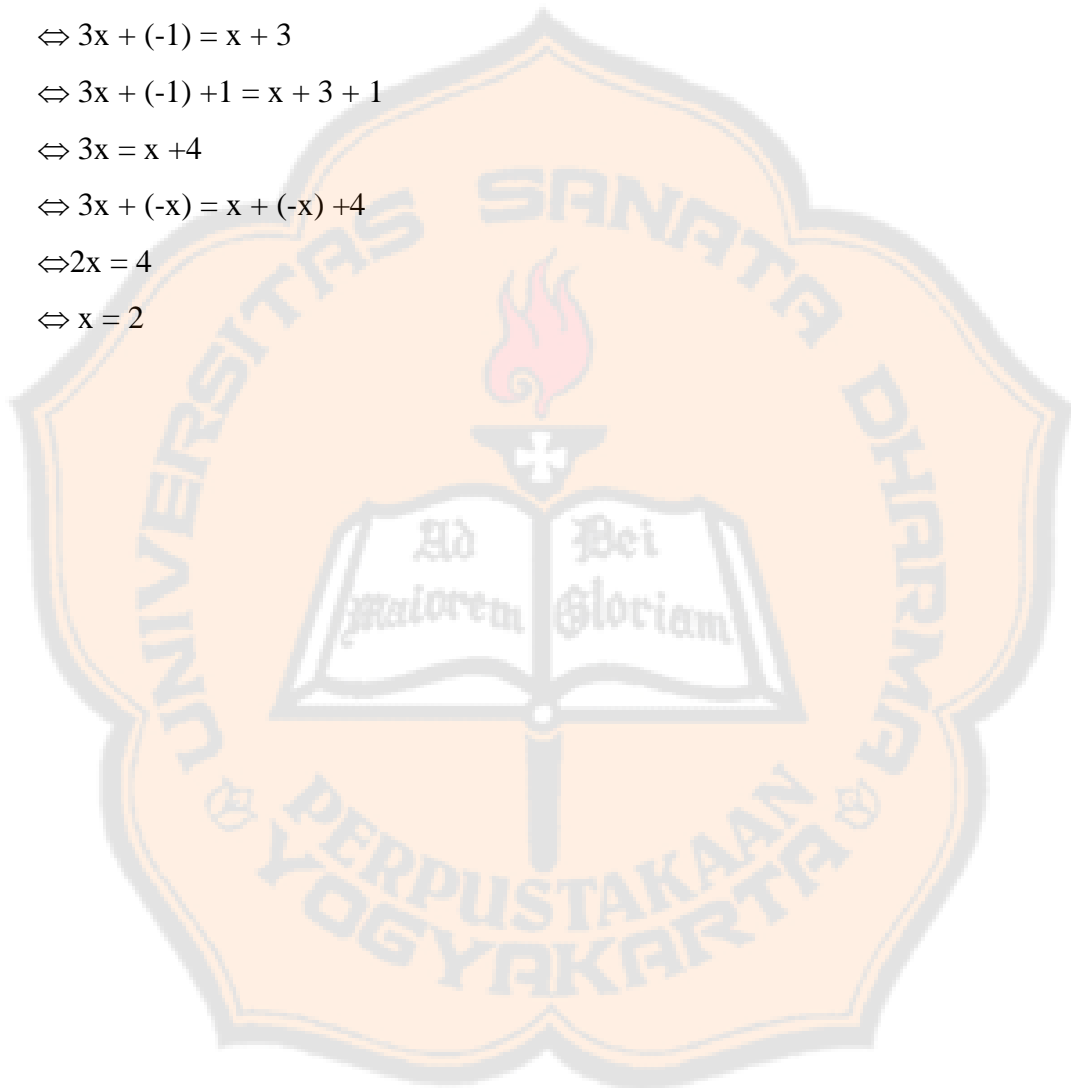 ⇔ 3x + (-1) = x + 3
⇔ 3x + (-1) +1 = x + 3 + 1
⇔ 3x = x +4
⇔ 3x + (-x) = x + (-x) +4
⇔2x = 4
⇔ x = 2
UNIVERSITAS SANATA DHARMA
Ad Dei
Maiorem Gloriam
PERPUSTAKAAN
YOGYAKARTA